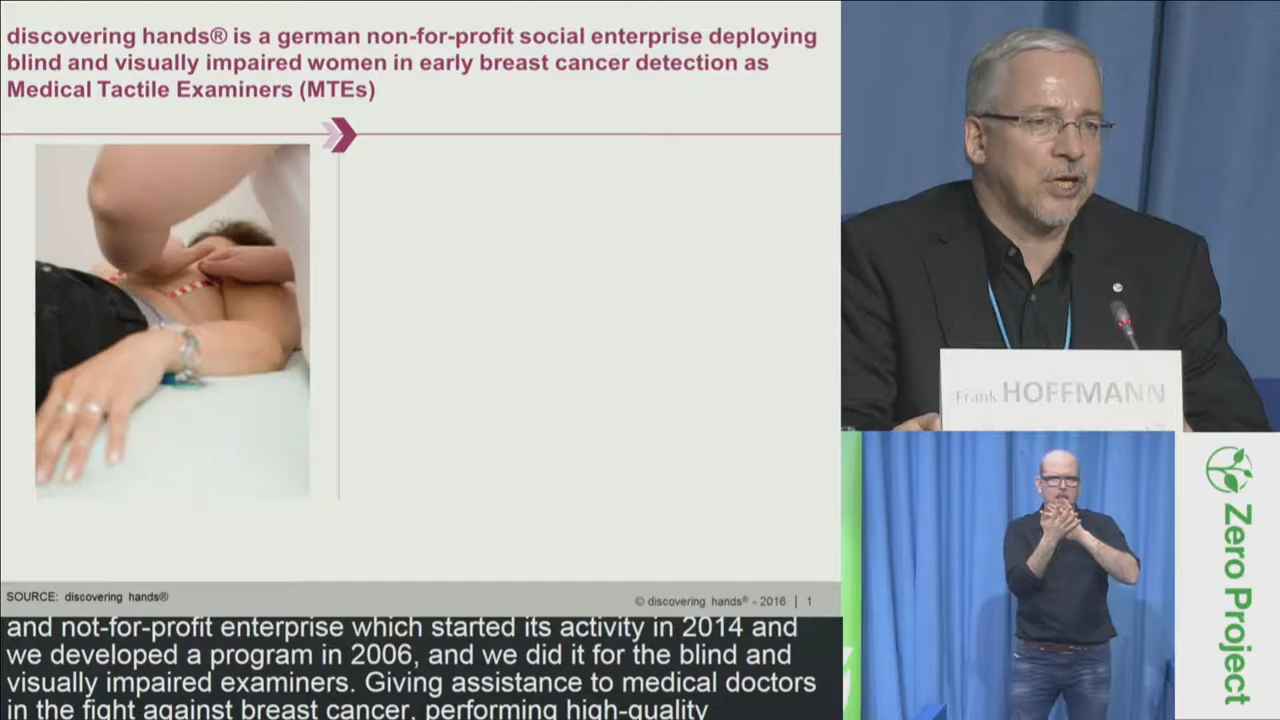 discovering hands® is a german non-for-profit social enterprise deploying
blind and visually impaired women in early breast cancer detection as
Medical Tactile Examiners (MTEs)
SOURCE: discovering hands®
© discovering hands® - 2016 | 1
and not-for-profit enterprise which started its activity in 2014 and
we developed a program in 2006, and we did it for the blind and
visually impaired examiners. Giving assistance to medical doctors
in the fight against breast cancer, performing high-quality
Frank HOFFMANN
Zero Project